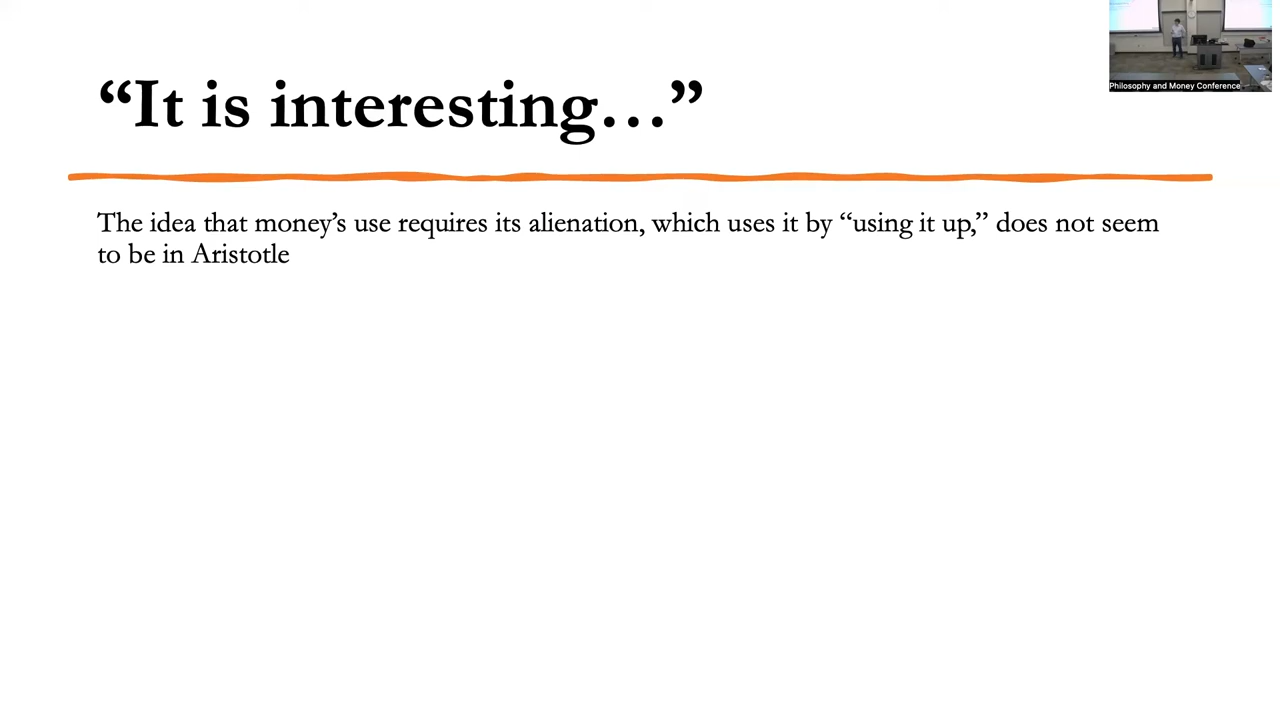 Philosophy and Money Conference
“It is interesting…”
The idea that money’s use requires its alienation, which uses it by “using it up,” does not seem
to be in Aristotle